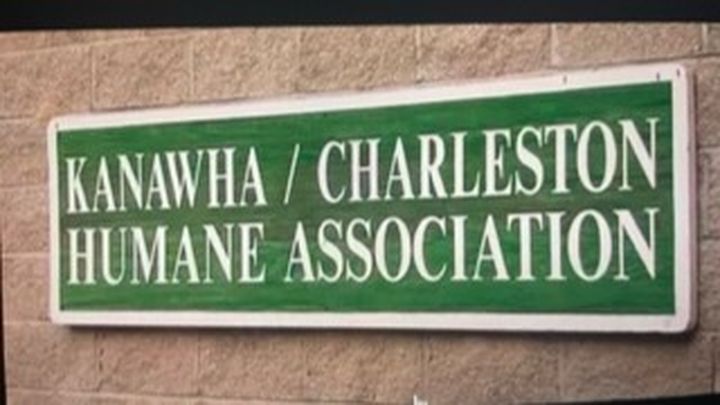 KANAWHA / CHARLESTON
HUMANE ASSOCIATION